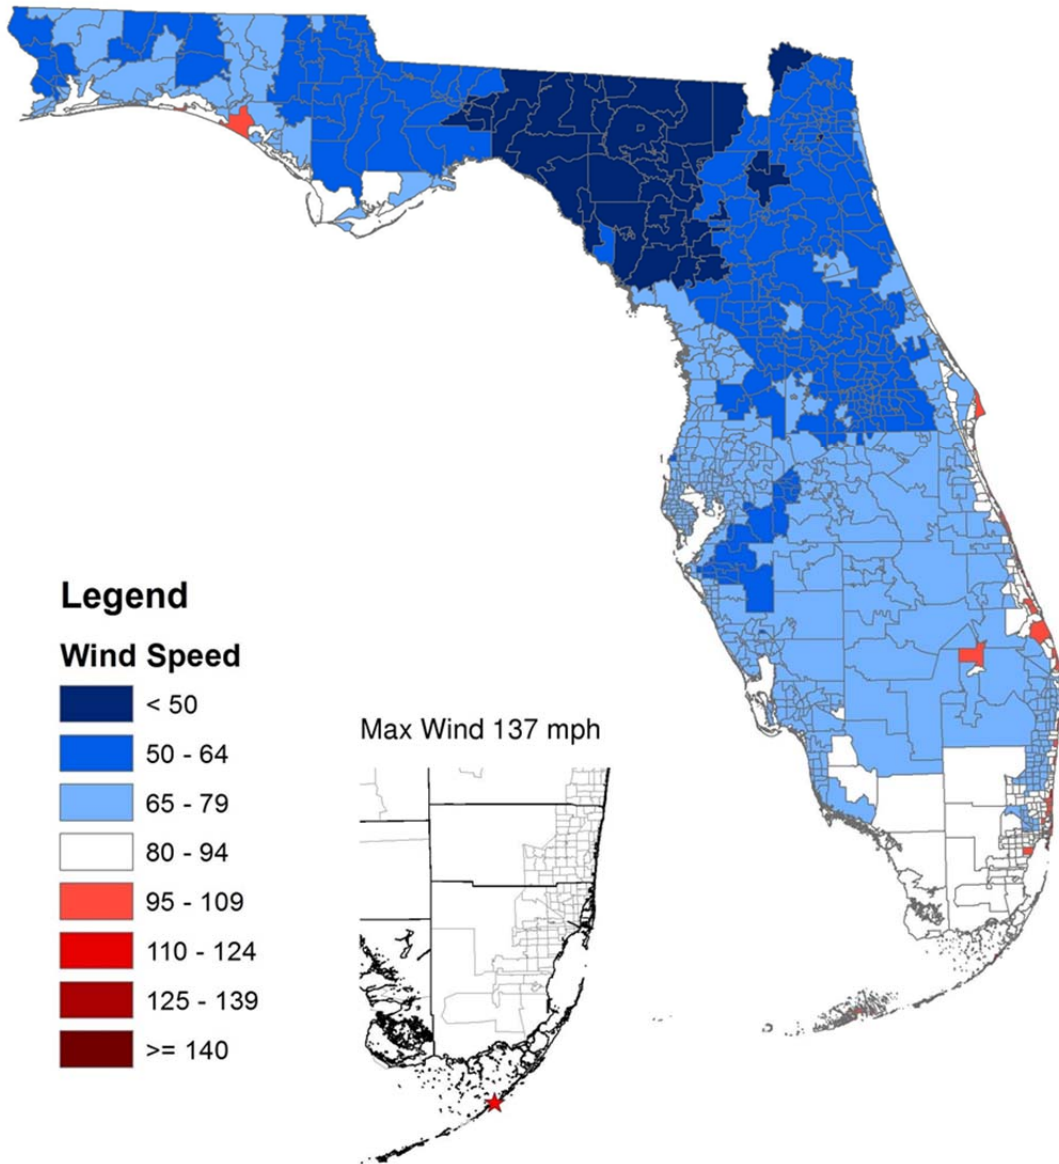 Legend
Wind Speed
< 50
50 - 64
65 - 79
80 - 94
95 - 109
110 - 124
125 - 139
>= 140
Max Wind 137 mph